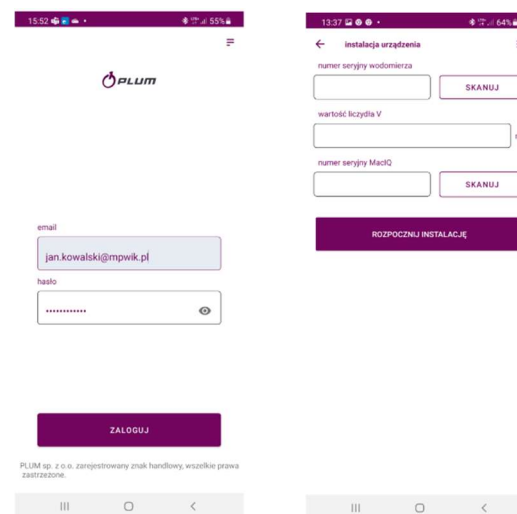 15:52
55%
PLUM
email
jan.kowalski@mpwik.pl
hasło
••••••••••••
ZALOGUJ
PLUM sp. z o.o. zarejestrowany znak handlowy, wszelkie prawa
zastrzeżone.
13:37
64%
instalacja urządzenia
numer seryjny wodomierza
SKANUJ
wartość liczydła V
numer seryjny MacIQ
SKANUJ
ROZPOCZNIJ INSTALACJĘ